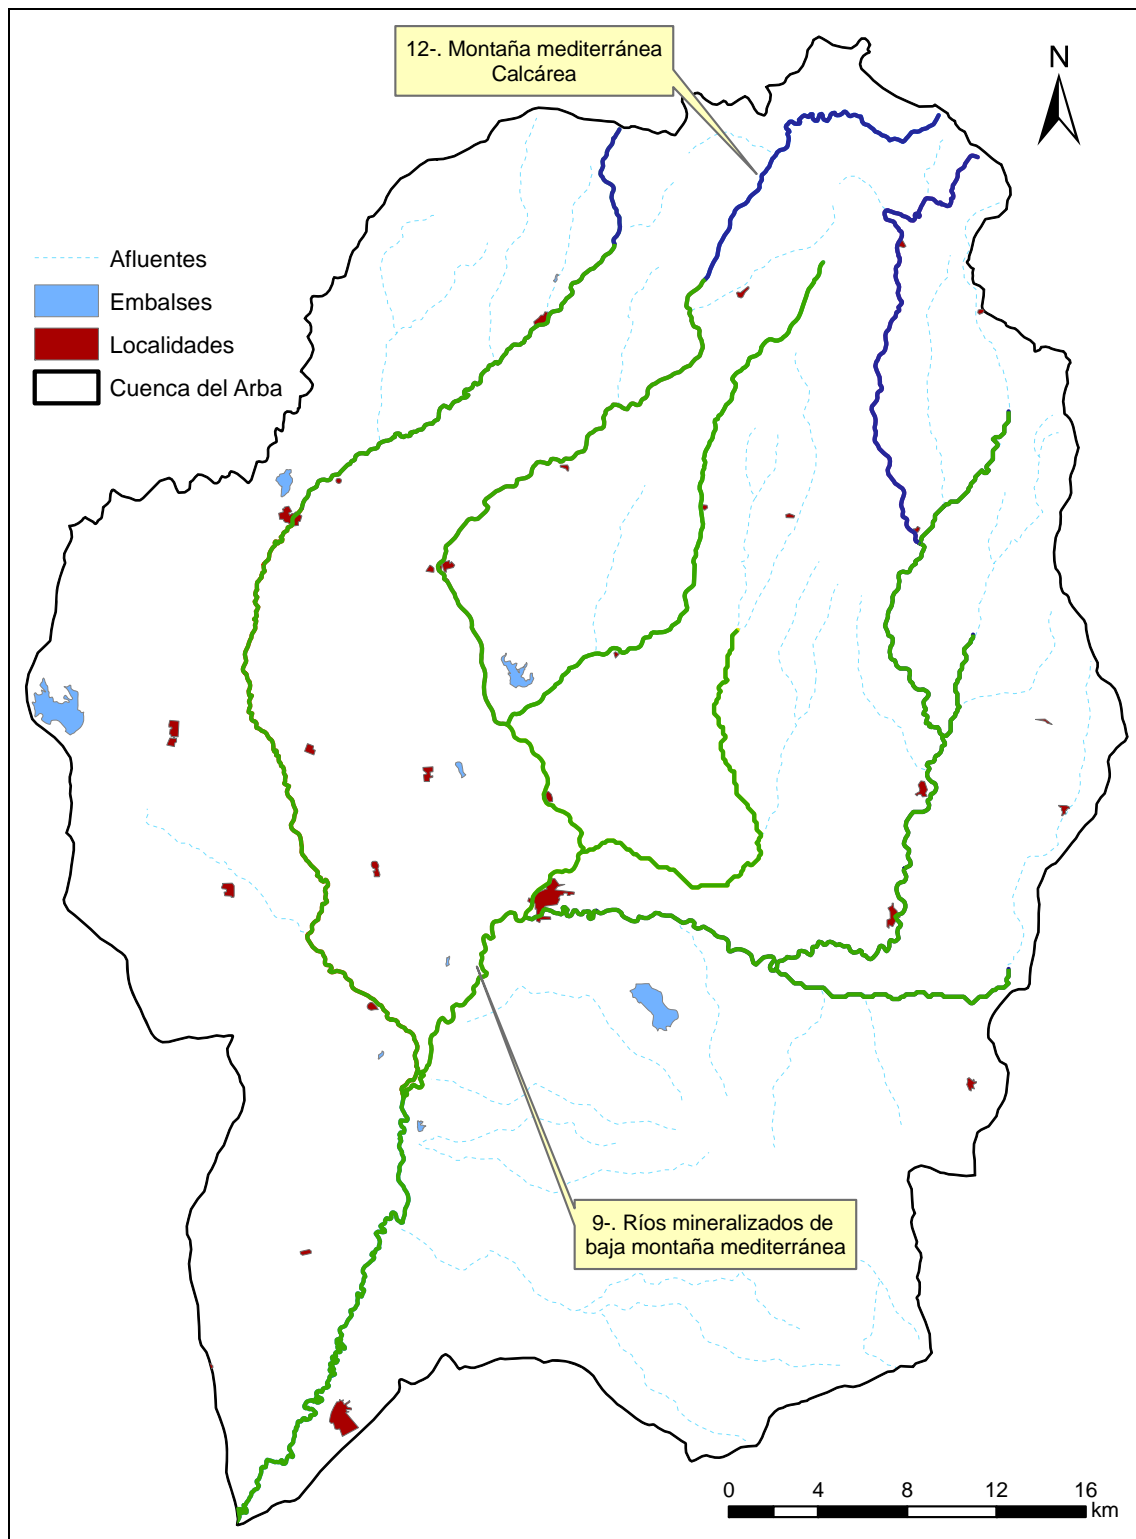 12-. Montaña mediterránea
Calcárea
N
Afluentes
Embalses
Localidades
Cuenca del Arba
9-. Ríos mineralizados de
baja montaña mediterránea
0 4 8 12 16
km